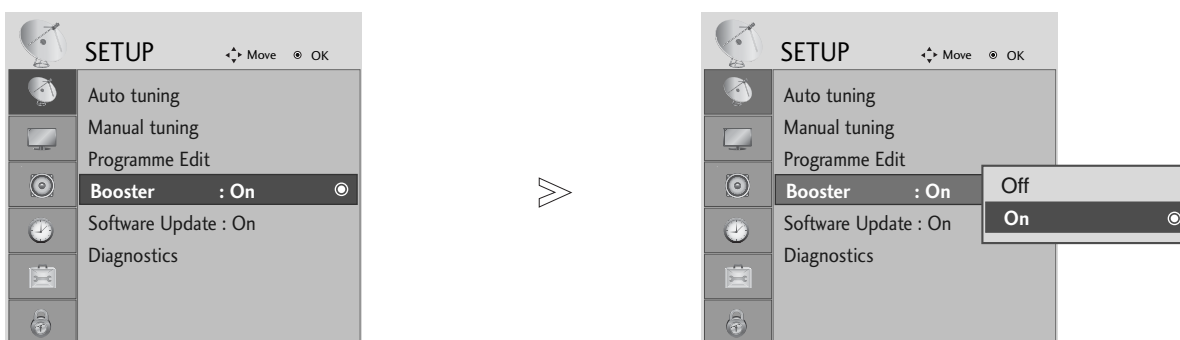 SETUP Move OK
Auto tuning
Manual tuning
Programme Edit
Booster : On
Software Update : On
Diagnostics
SETUP Move OK
Auto tuning
Manual tuning
Programme Edit
Booster : On
Software Update : On
Diagnostics
Off
On